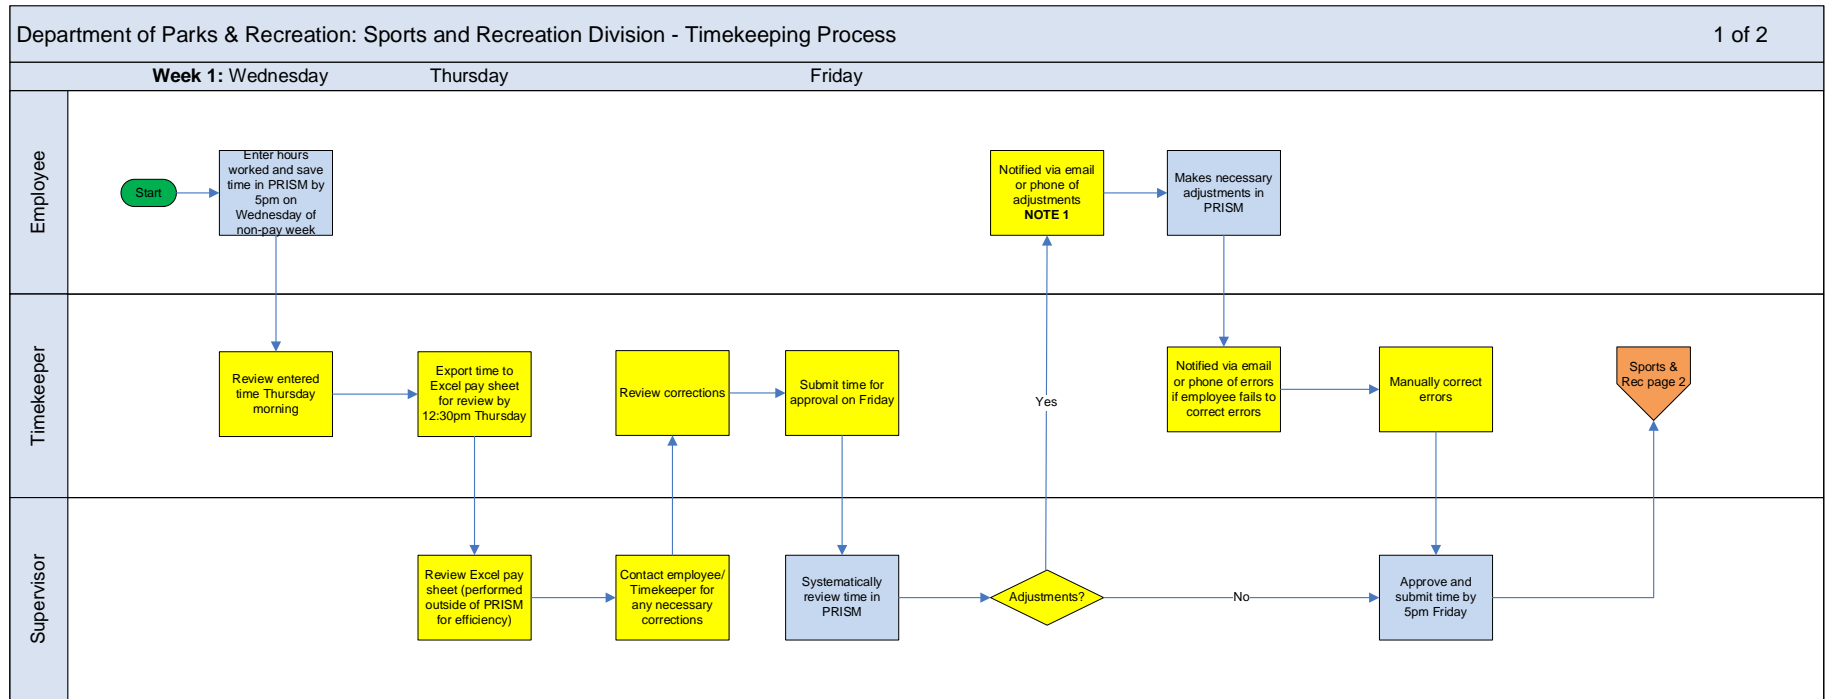 Department of Parks & Recreation: Sports and Recreation Division - Timekeeping Process
1 of 2
Week 1: Wednesday
Thursday
Friday
Employee
Start
Enter hours
worked and save
time in PRISM by
5pm on
Wednesday of
non-pay week
Notified via email
or phone of
adjustments
NOTE 1
Makes necessary
adjustments in
PRISM
Timekeeper
Review entered
time Thursday
morning
Export time to
Excel pay sheet
for review by
12:30pm Thursday
Review corrections
Submit time for
approval on Friday
Yes
Notified via email
or phone of errors
if employee fails to
correct errors
Manually correct
errors
Sports &
Rec page 2
Supervisor
Review Excel pay
sheet (performed
outside of PRISM
for efficiency)
Contact employee/
Timekeeper for
any necessary
corrections
Systematically
review time in
PRISM
Adjustments?
No
Approve and
submit time by
5pm Friday